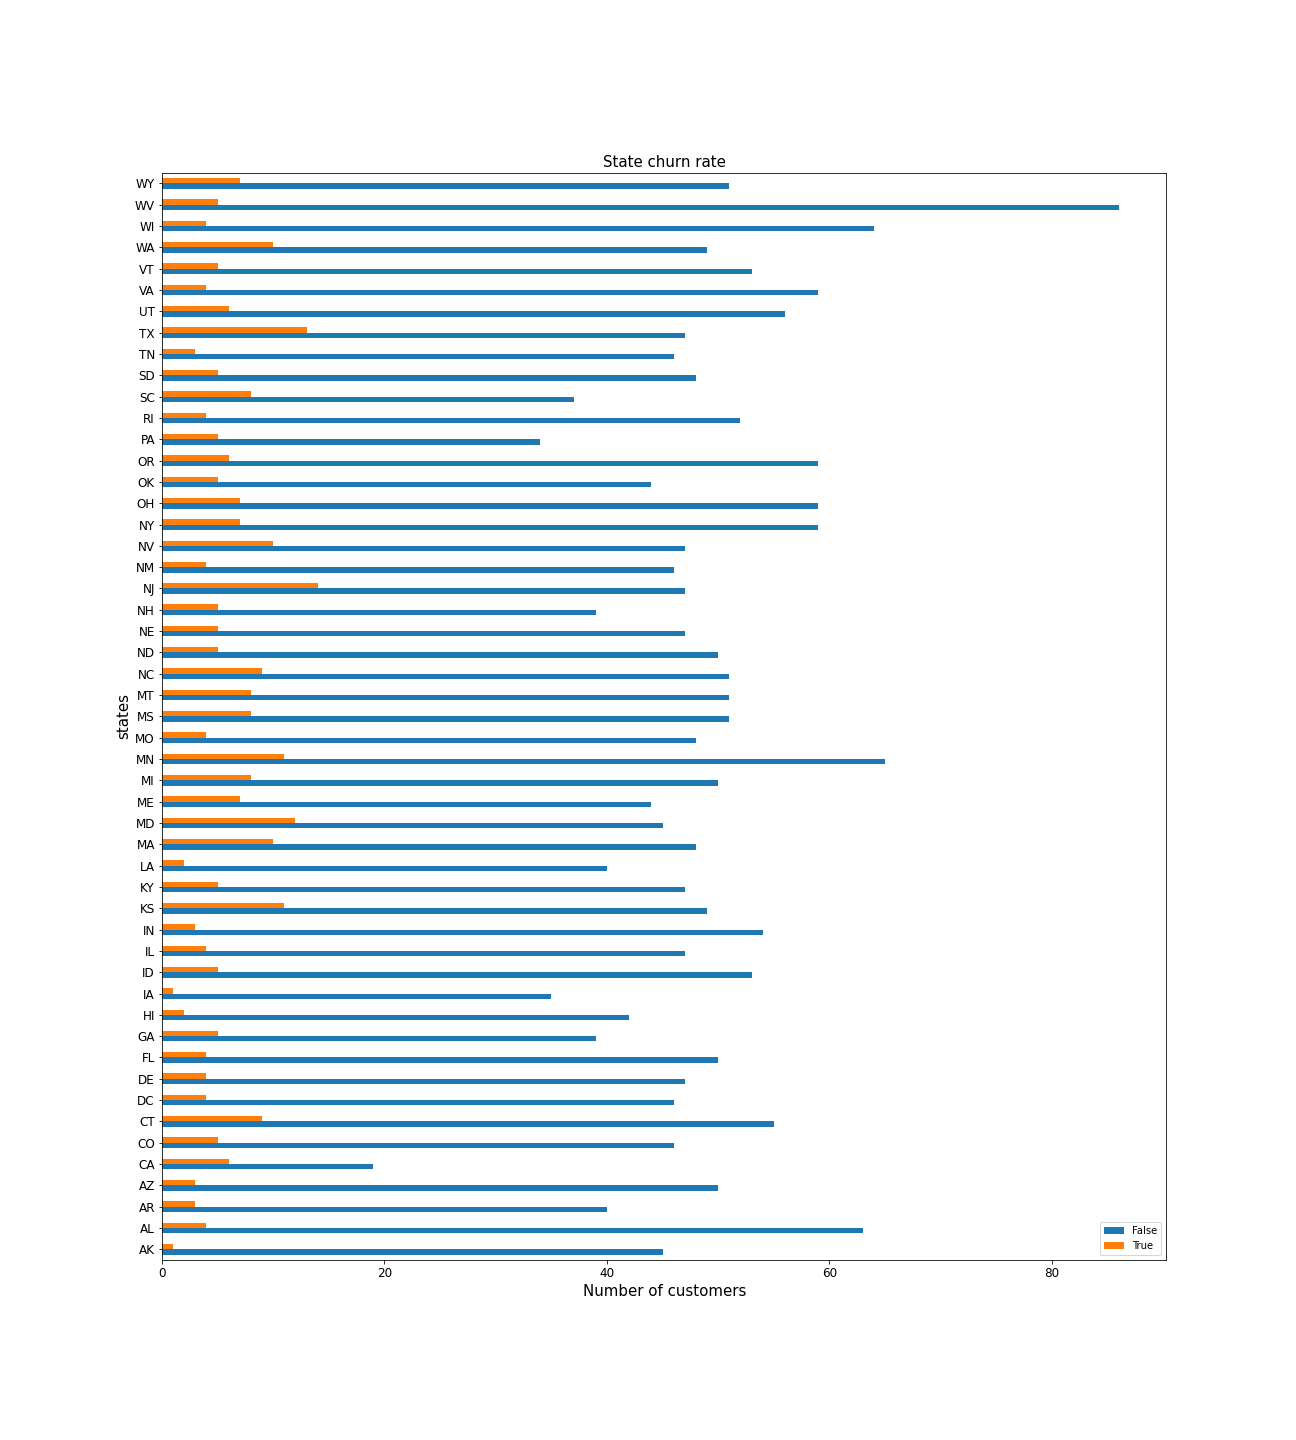 State churn rate
WY
WV
WI
WA
VT
VA
UT
TX
TN
SD
SC
RI
PA
OR
OK
OH
NY
NV
NM
NJ
NH
NE
ND
NC
MT
MS
MO
MN
MI
ME
MD
MA
LA
KY
KS
IN
IL
ID
IA
HI
GA
FL
DE
DC
CT
CO
CA
AZ
AR
AL
AK
states
False
True
0 20 40 60 80
Number of customers